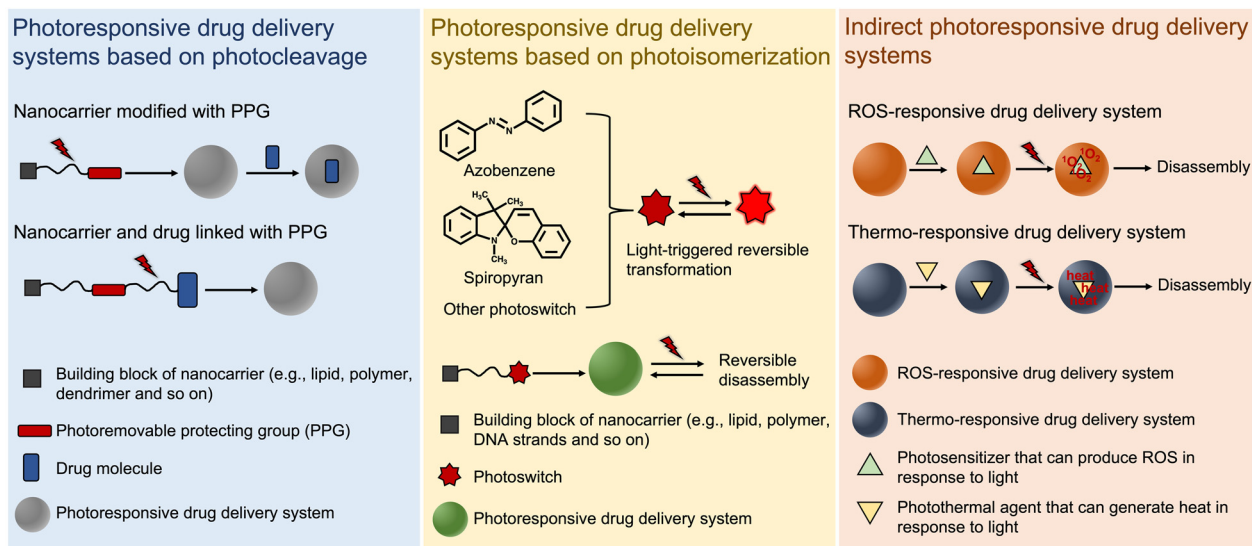 Photoresponsive drug delivery
systems based on photocleavage
Nanocarrier modified with PPG
Nanocarrier and drug linked with PPG
Building block of nanocarrier (e.g., lipid, polymer,
dendrimer and so on)
Photoremovable protecting group (PPG)
Drug molecule
Photoresponsive drug delivery system
Photoresponsive drug delivery
systems based on photoisomerization
N
N
Azobenzene
H₃C
CH₃
N
O
CH₃
Spiropyran
Other photoswitch
Light-triggered reversible
transformation
Reversible
disassembly
Building block of nanocarrier (e.g., lipid, polymer,
DNA strands and so on)
Photoswitch
Photoresponsive drug delivery system
Indirect photoresponsive drug delivery
systems
ROS-responsive drug delivery system
¹O₂
¹O₂
O₂
Disassembly
Thermo-responsive drug delivery system
heat
heat
heat
Disassembly
ROS-responsive drug delivery system
Thermo-responsive drug delivery system
Photosensitizer that can produce ROS in
response to light
Photothermal agent that can generate heat in
response to light